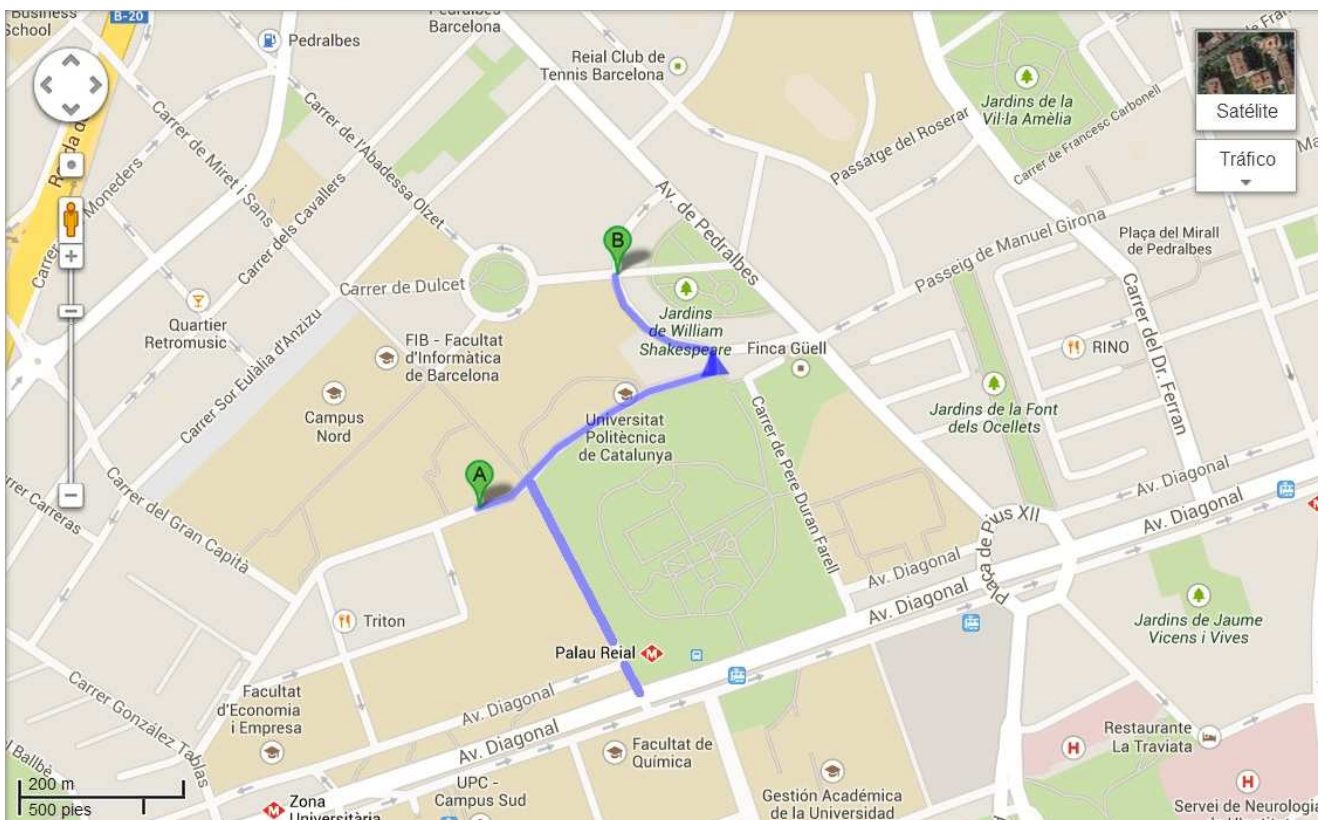 Business
School
B-20
Pedralbes
Pedralbes
Barcelona
Reial Club de
Tennis Barcelona
Jardins de la
Vil·la Amèlia
Carrer de Francesc Carbonell
Satélite
Tráfico
Carrer de Miret i Sans
Carrer de l'Abadessa Olzet
Carrer dels Cavallers
Moneders
Passatge del Roserar
Av. de Pedralbes
Passeig de Manuel Girona
Plaça del Mirall
de Pedralbes
B
Carrer de Dulcet
Quartier
Retromusic
Carrer Sor Eulàlia d'Anzizu
FIB - Facultat
d'Informàtica
de Barcelona
Jardins
de William
Shakespeare
Finca Güell
RINO
Carrer del Dr. Ferran
Campus
Nord
Universitat
Politècnica
de Catalunya
Jardins de la Font
dels Ocellets
Carrer de Pere Duran Farell
A
Carrer del Gran Capità
Carreras
Av. Diagonal
Av. Diagonal
Plaça de Pius XII
Av. Diagonal
Av. Diagonal
Triton
Palau Reial
M
Jardins de Jaume
Vicens i Vives
Carrer González Tablas
Facultat
d'Economia
i Empresa
Av. Diagonal
Av. Diagonal
Facultat de
Química
Restaurante
La Traviata
H
H
200 m
500 pies
M
Zona
Universitària
UPC -
Campus Sud
Gestión Académica
de la Universidad
Servei de Neurologia